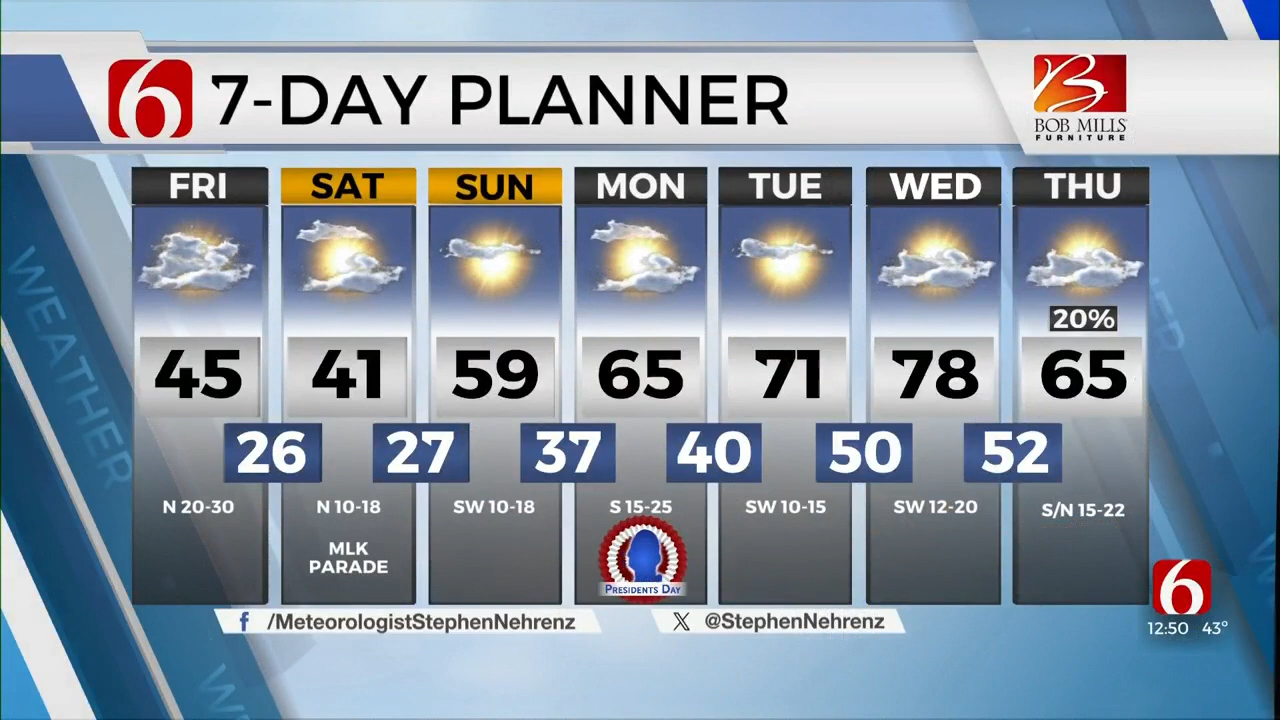 6 7-DAY PLANNER
B
BOB MILLS
FURNITURE
FRI SAT SUN MON TUE WED THU
20%
45 41 59 65 71 78 65
26 27 37 40 50 52
N 20-30 N 10-18 SW 10-18 S 15-25 SW 10-15 SW 12-20 S/N 15-22
MLK
PARADE
PRESIDENTS DAY
f /MeteorologistStephenNehrenz X @StephenNehrenz
6
12:50 43°
WEATHER